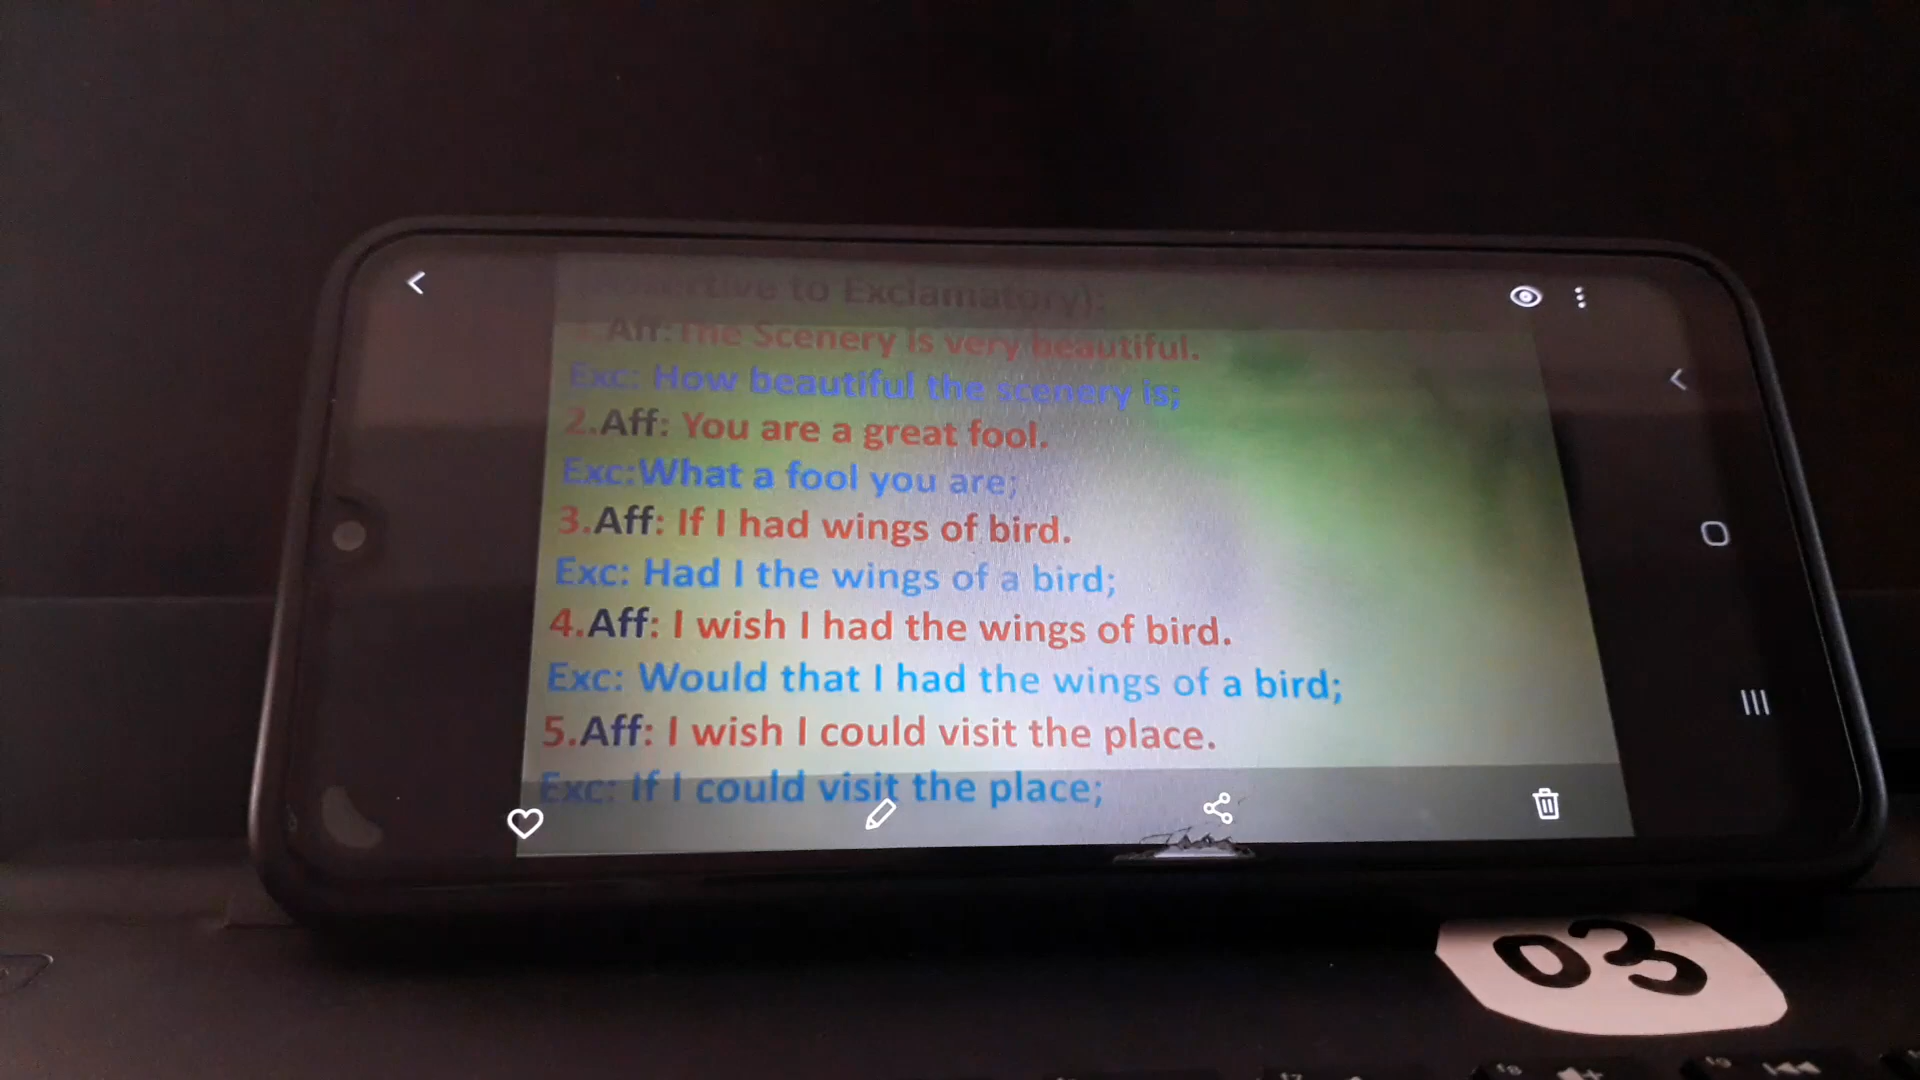 (Assertive to Exclamatory):
1.Aff:The Scenery is very beautiful.
Exc: How beautiful the scenery is;
2.Aff: You are a great fool.
Exc:What a fool you are;
3.Aff: If I had wings of bird.
Exc: Had I the wings of a bird;
4.Aff: I wish I had the wings of bird.
Exc: Would that I had the wings of a bird;
5.Aff: I wish I could visit the place.
Exc: If I could visit the place;
03